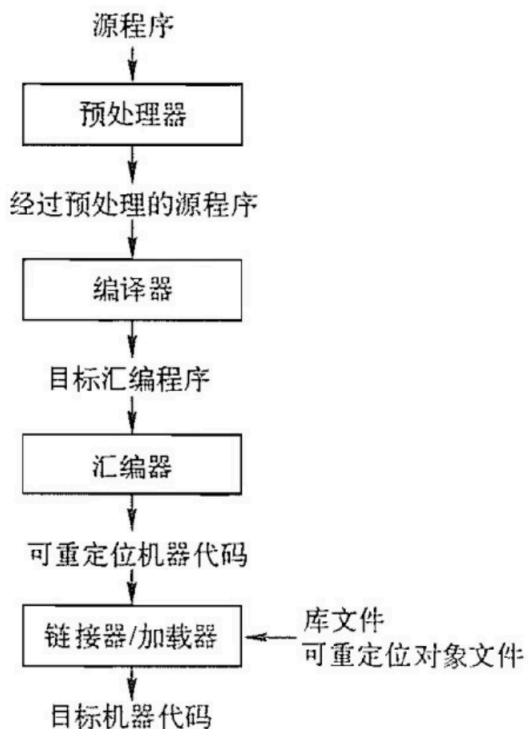 源程序
预处理器
经过预处理的源程序
编译器
目标汇编程序
汇编器
可重定位机器代码
链接器/加载器
库文件
可重定位对象文件
目标机器代码